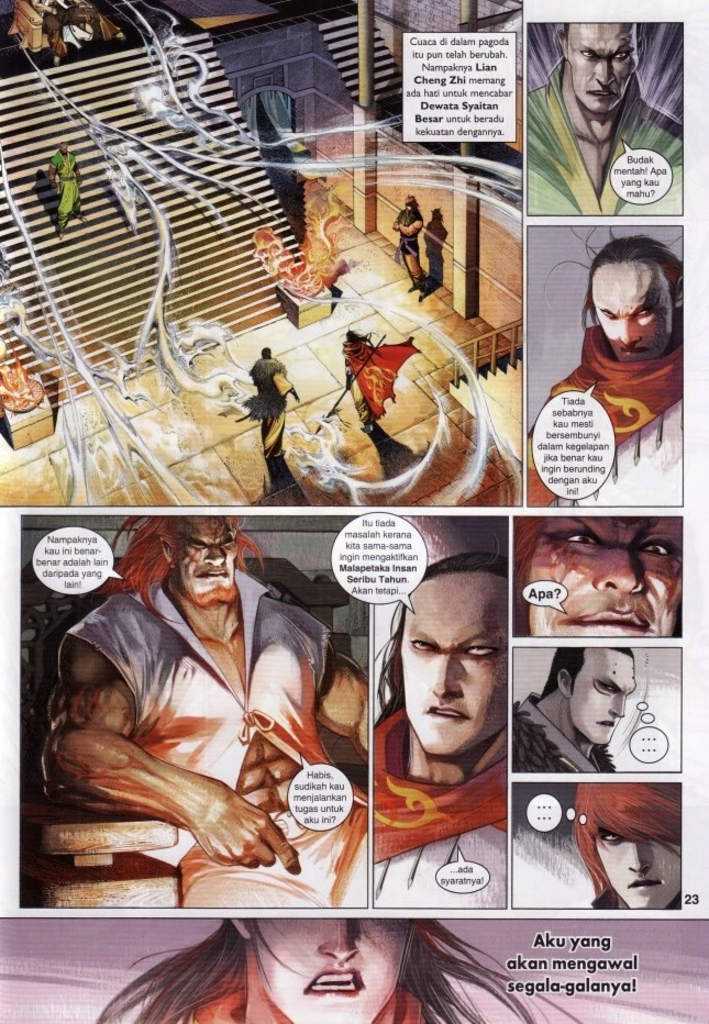 Cuaca di dalam pagoda
itu pun telah berubah.
Nampaknya Lian
Cheng Zhi memang
ada hati untuk mencabar
Dewata Syaitan
Besar untuk beradu
kekuatan dengannya.
Budak
mentah! Apa
yang kau
mahu?
Tiada
sebabnya
kau mesti
bersembunyi
dalam kegelapan
jika benar kau
ingin berunding
dengan aku
ini!
Nampaknya
kau ini benar-
benar adalah lain
daripada yang
lain!
Habis,
sudikah kau
menjalankan
tugas untuk
aku ini?
Itu tiada
masalah kerana
kita sama-sama
ingin mengaktifkan
Malapetaka Insan
Seribu Tahun.
Akan tetapi...
...ada
syaratnya!
Apa?
...
...
...
...
23
Aku yang
akan mengawal
segala-galanya!